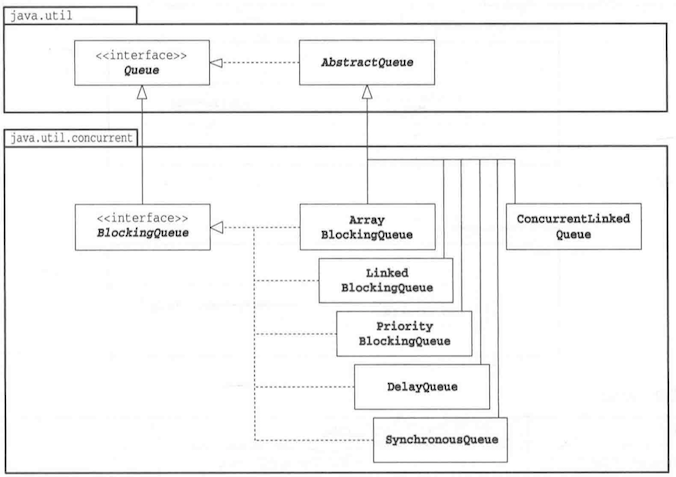 java.util
<<interface>>
Queue
AbstractQueue
java.util.concurrent
<<interface>>
BlockingQueue
Array
BlockingQueue
ConcurrentLinked
Queue
Linked
BlockingQueue
Priority
BlockingQueue
DelayQueue
SynchronousQueue